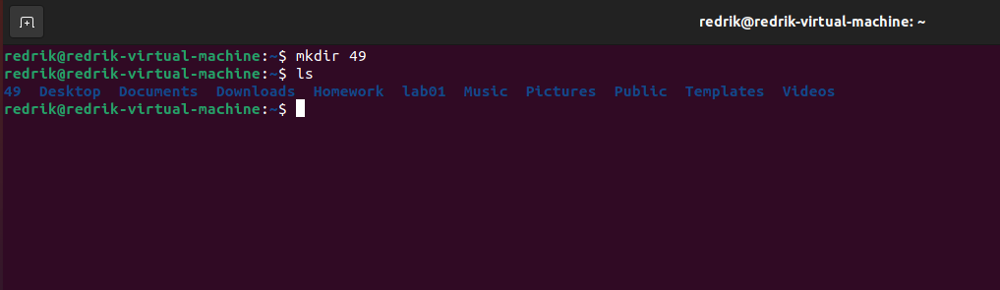 redrik@redrik-virtual-machine: ~
redrik@redrik-virtual-machine:~$ mkdir 49
redrik@redrik-virtual-machine:~$ ls
49  Desktop  Documents  Downloads  Homework  lab01  Music  Pictures  Public  Templates  Videos
redrik@redrik-virtual-machine:~$